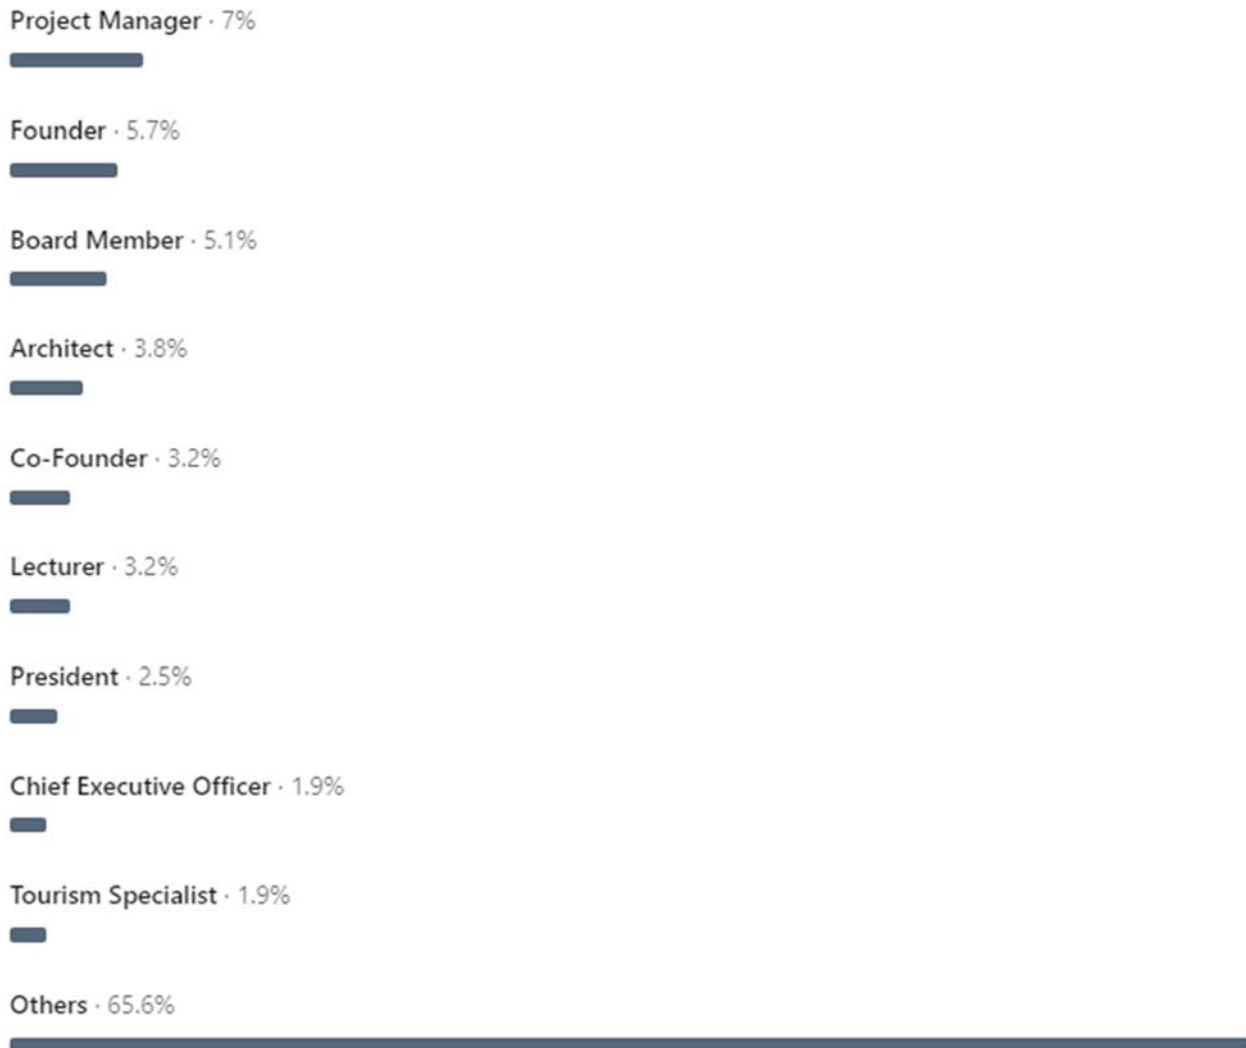 Project Manager · 7%
Founder · 5.7%
Board Member · 5.1%
Architect · 3.8%
Co-Founder · 3.2%
Lecturer · 3.2%
President · 2.5%
Chief Executive Officer · 1.9%
Tourism Specialist · 1.9%
Others · 65.6%